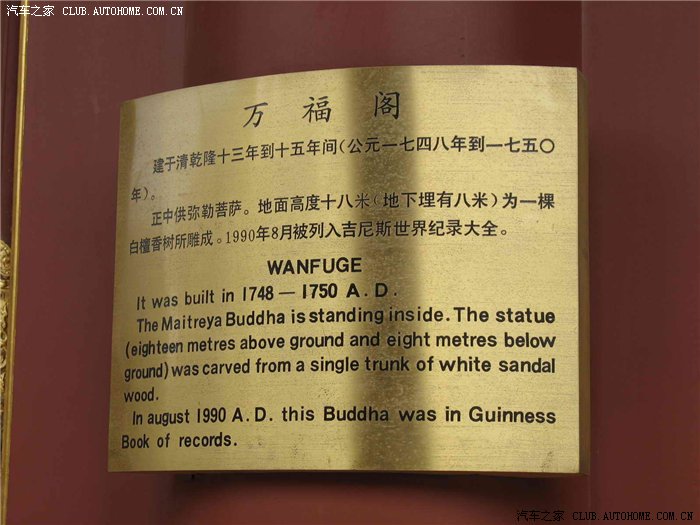 汽车之家 CLUB.AUTOHOME.COM.CN
万福阁
建于清乾隆十三年到十五年间（公元一七四八年到一七五〇
年）。
正中供弥勒菩萨。地面高度十八米（地下埋有八米）为一棵
白檀香树所雕成。1990年8月被列入吉尼斯世界纪录大全。
WANFUGE
It was built in 1748 — 1750 A.D.
The Maitreya Buddha is standing inside. The statue
(eighteen metres above ground and eight metres below
ground) was carved from a single trunk of white sandal
wood.
In august 1990 A.D. this Buddha was in Guinness
Book of records.
汽车之家 CLUB.AUTOHOME.COM.CN